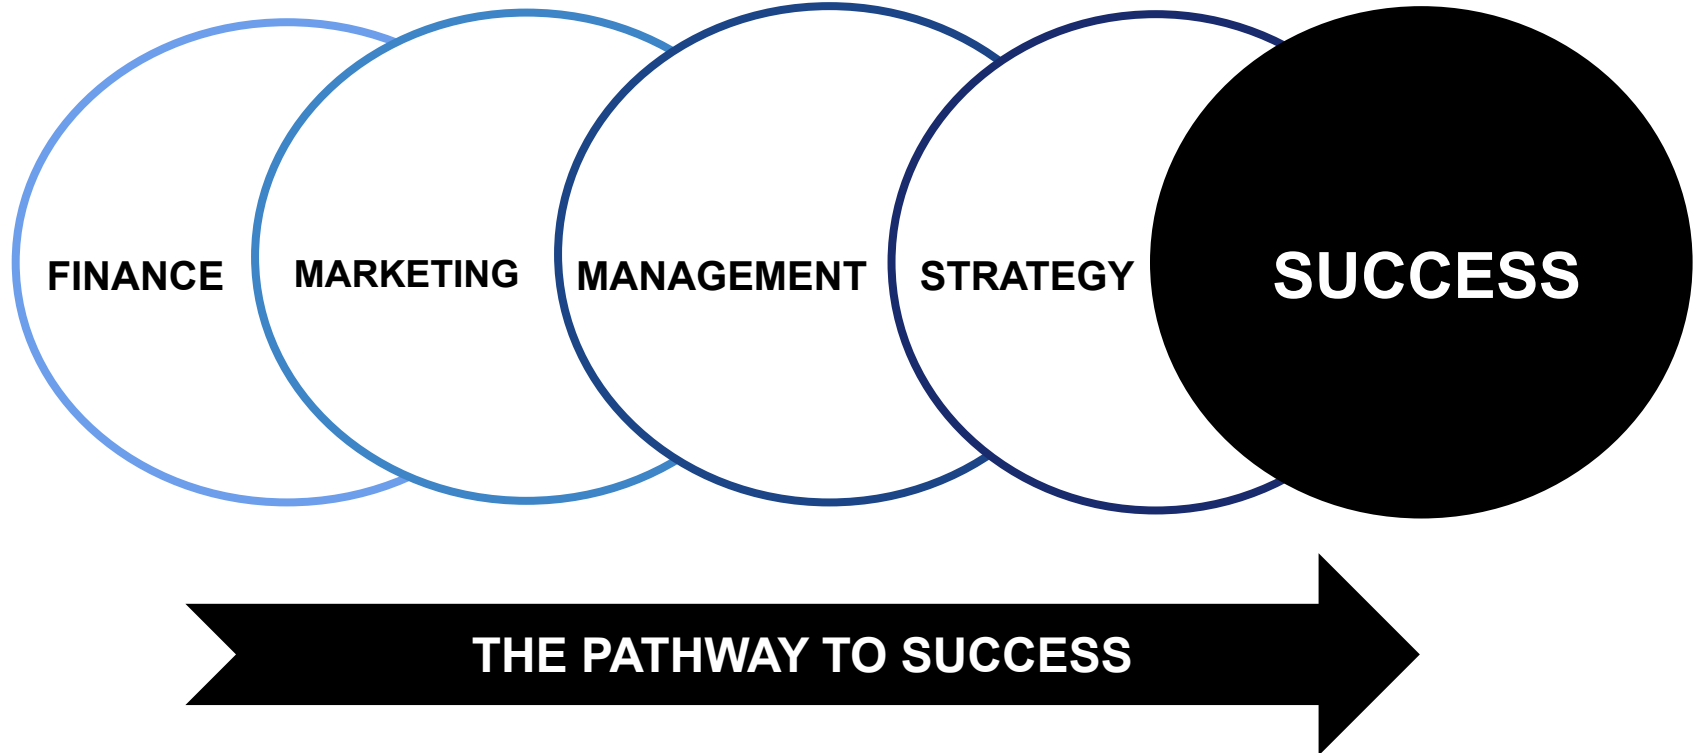 FINANCE
MARKETING
MANAGEMENT
STRATEGY
SUCCESS
THE PATHWAY TO SUCCESS